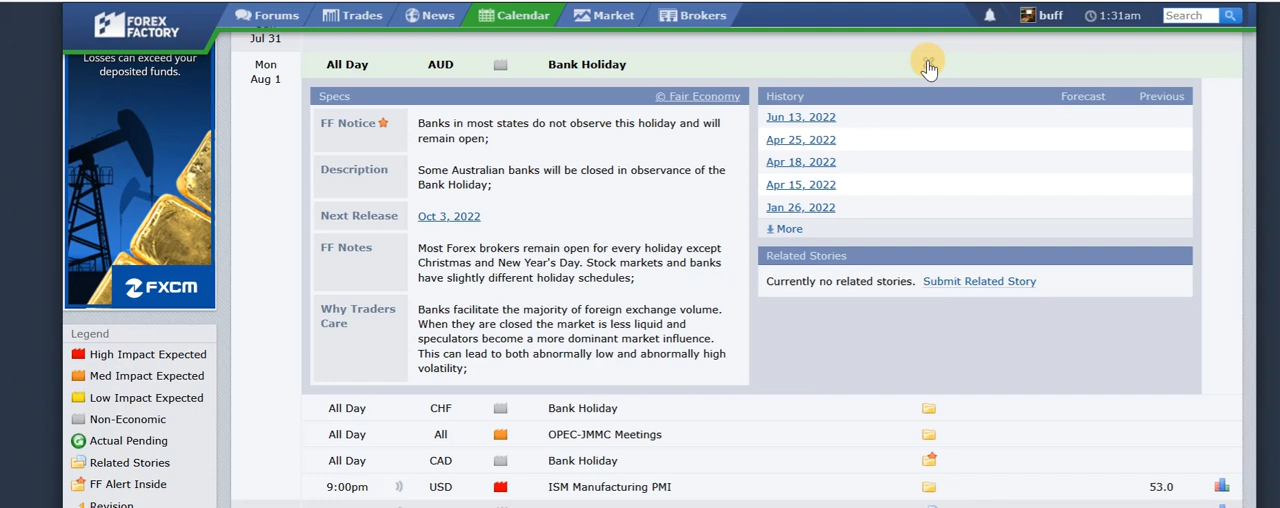 FOREX FACTORY
Forums
Trades
News
Calendar
Market
Brokers
buff
1:31am
Search
Losses can exceed your
deposited funds.
FXCM
Legend
High Impact Expected
Med Impact Expected
Low Impact Expected
Non-Economic
Actual Pending
Related Stories
FF Alert Inside
Revision
Jul 31
Mon
Aug 1
All Day AUD Bank Holiday
Specs © Fair Economy
FF Notice Banks in most states do not observe this holiday and will
remain open;
Description Some Australian banks will be closed in observance of the
Bank Holiday;
Next Release Oct 3, 2022
FF Notes Most Forex brokers remain open for every holiday except
Christmas and New Year's Day. Stock markets and banks
have slightly different holiday schedules;
Why Traders Care
Banks facilitate the majority of foreign exchange volume.
When they are closed the market is less liquid and
speculators become a more dominant market influence.
This can lead to both abnormally low and abnormally high
volatility;
History Forecast Previous
Jun 13, 2022
Apr 25, 2022
Apr 18, 2022
Apr 15, 2022
Jan 26, 2022
More
Related Stories
Currently no related stories. Submit Related Story
All Day CHF Bank Holiday
All Day All OPEC-JMMC Meetings
All Day CAD Bank Holiday
9:00pm USD ISM Manufacturing PMI 53.0